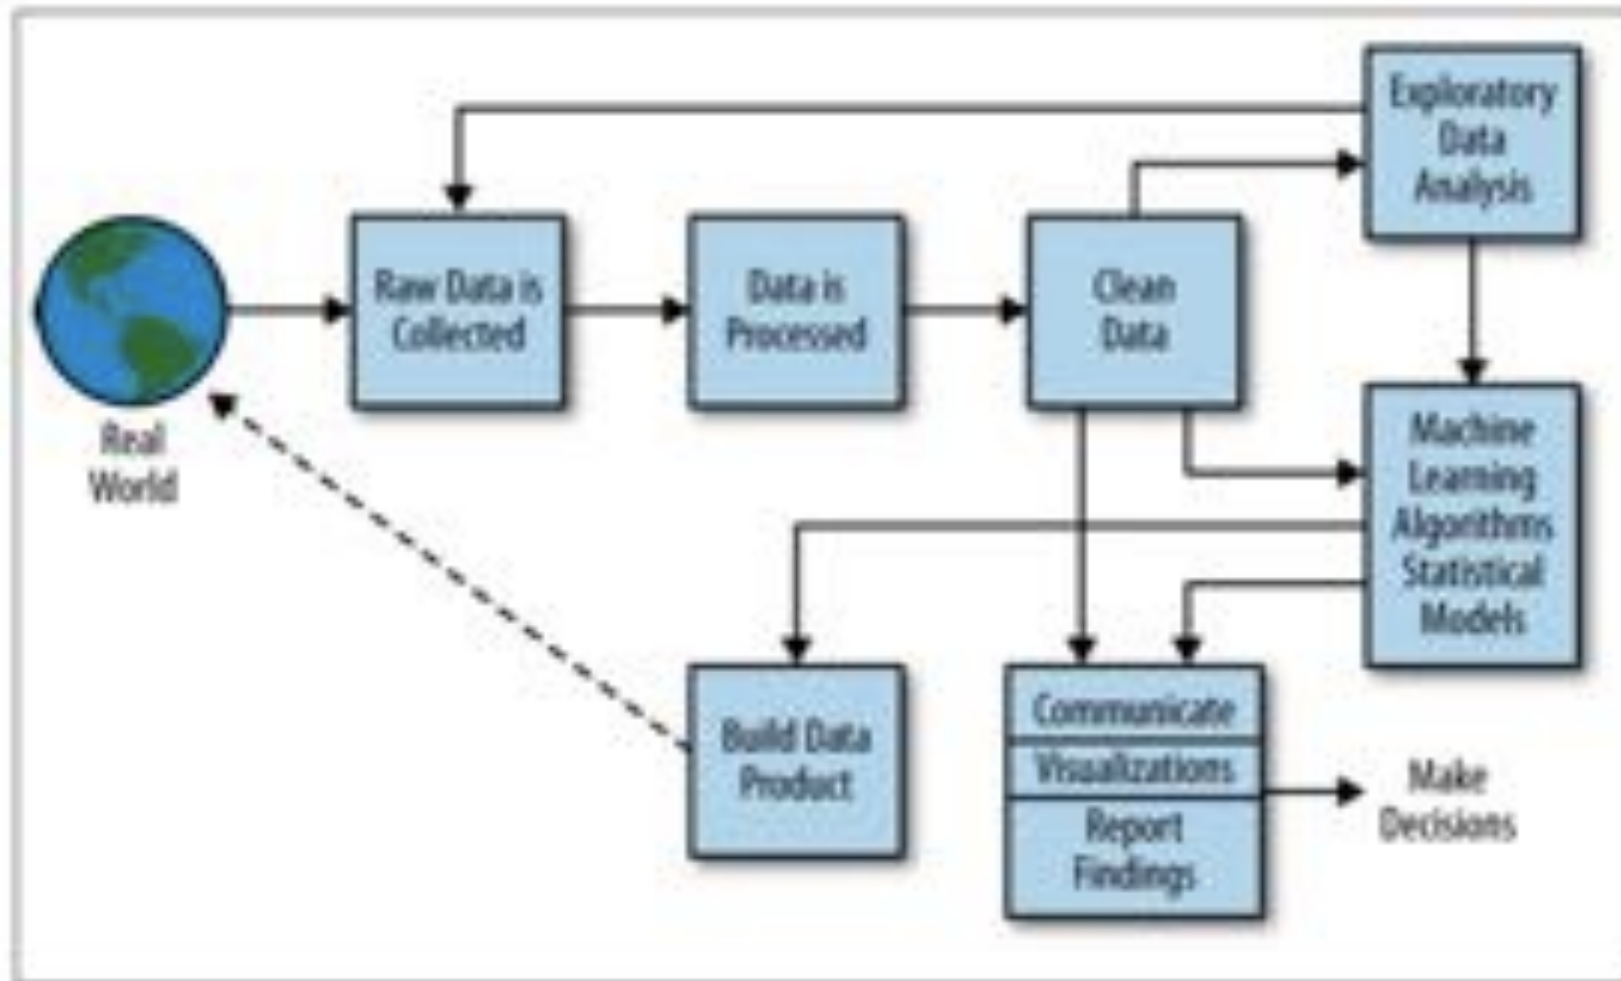 Exploratory
Data
Analysis
Raw Data is
Collected
Data is
Processed
Clean
Data
Real
World
Machine
Learning
Algorithms
Statistical
Models
Build Data
Product
Communicate
Visualizations
Report
Findings
Make
Decisions